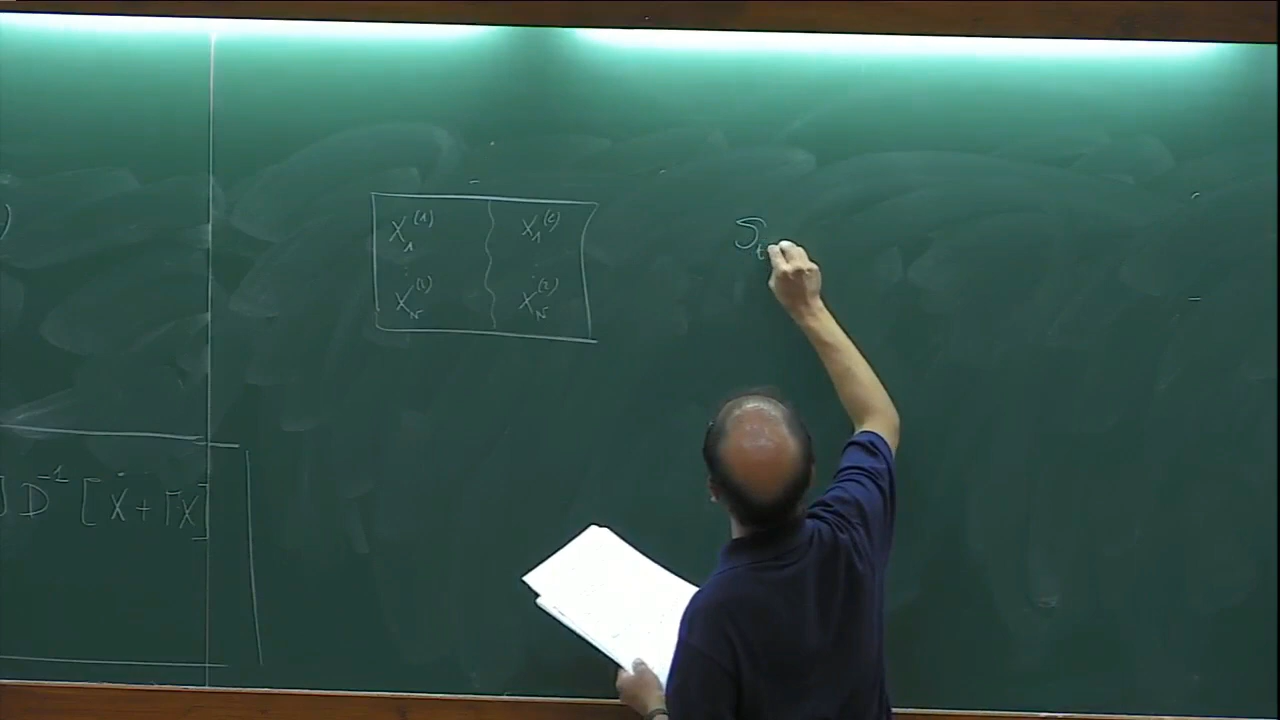 )
X_1^{(1)} X_1^{(2)}
X_N^{(1)} X_N^{(2)}
S_t
] D^{-1} [ Ẋ + ΓX ]